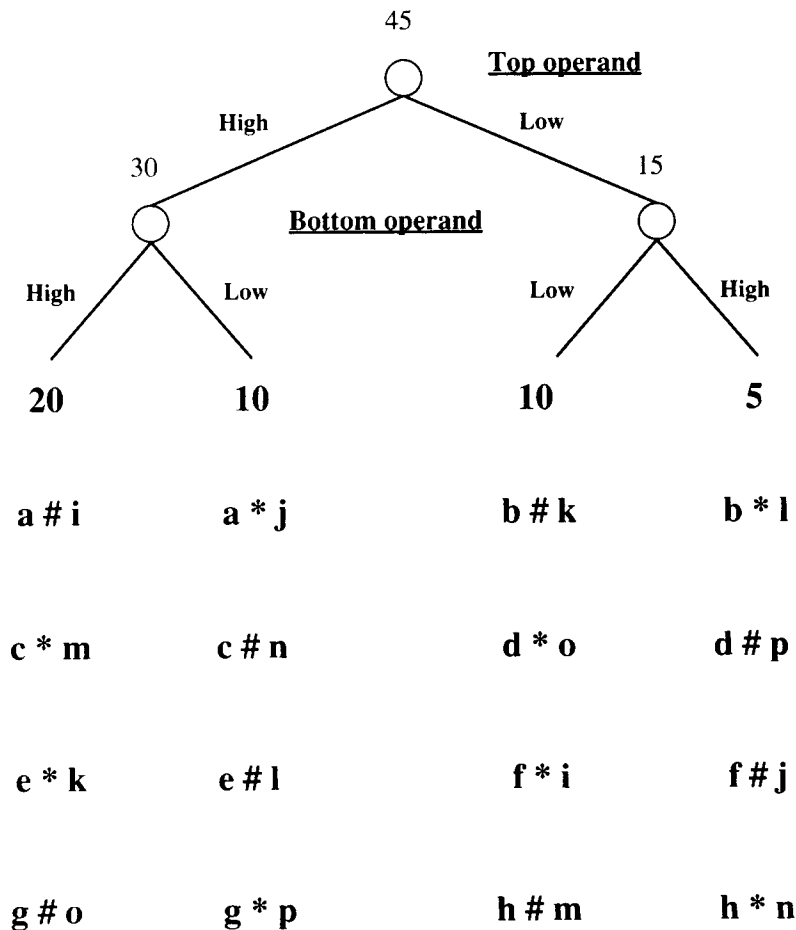 45
Top operand
High Low
30 15
Bottom operand
High Low Low High
20 10 10 5
a # i a * j b # k b * l
c * m c # n d * o d # p
e * k e # l f * i f # j
g # o g * p h # m h * n